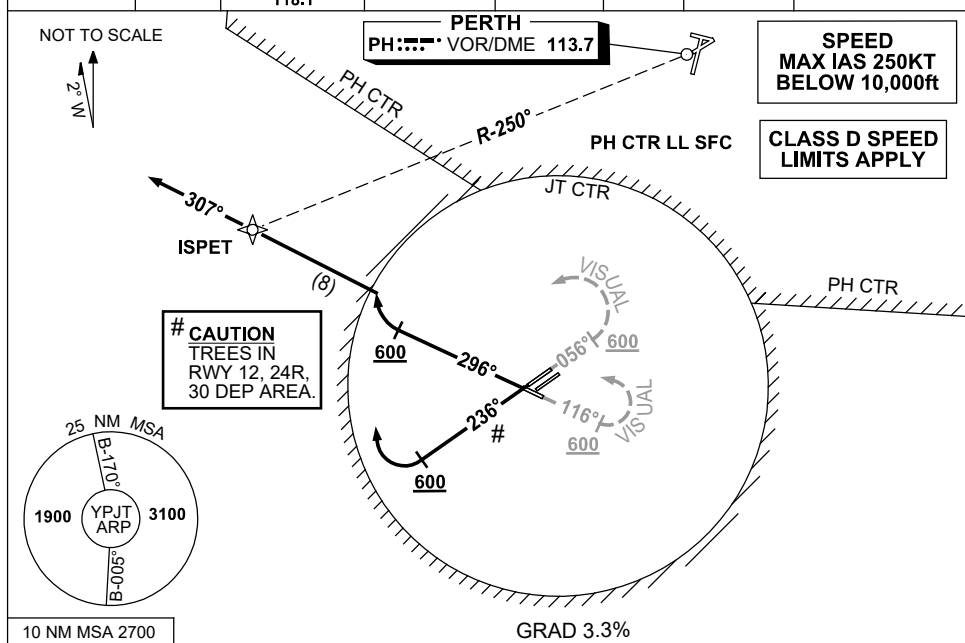 118.1
NOT TO SCALE
2° W
PERTH
PH VOR/DME 113.7
SPEED
MAX IAS 250KT
BELOW 10,000ft
PH CTR
R-250°
PH CTR LL SFC
CLASS D SPEED
LIMITS APPLY
JT CTR
307°
ISPET
(8)
VISUAL
PH CTR
# CAUTION
TREES IN
RWY 12, 24R,
30 DEP AREA.
600
296°
056°
600
236°
#
116°
VISUAL
600
600
25 NM MSA
B-170°
1900
YPJT
ARP
3100
B-005°
10 NM MSA 2700
GRAD 3.3%